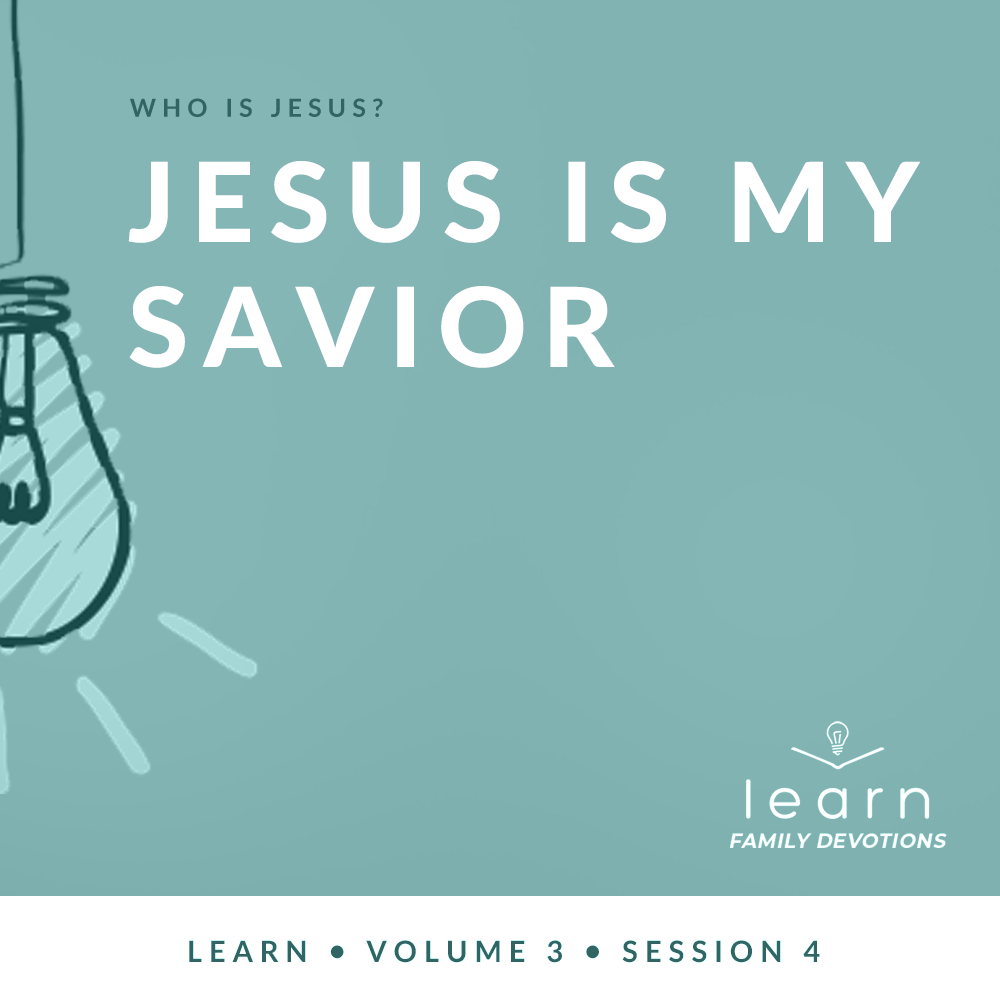 WHO IS JESUS?
JESUS IS MY
SAVIOR
learn
FAMILY DEVOTIONS
LEARN • VOLUME 3 • SESSION 4